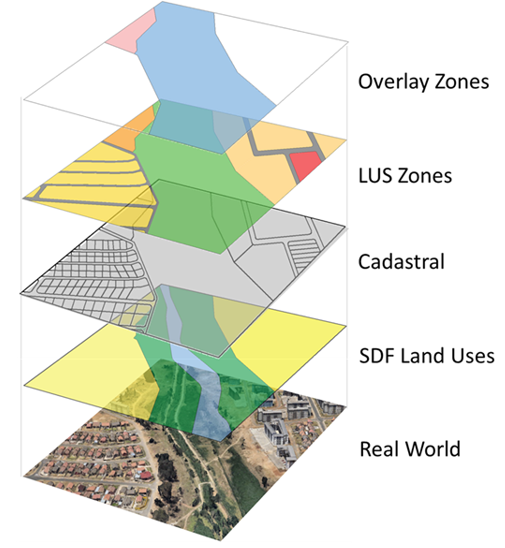 Overlay Zones
LUS Zones
Cadastral
SDF Land Uses
Real World